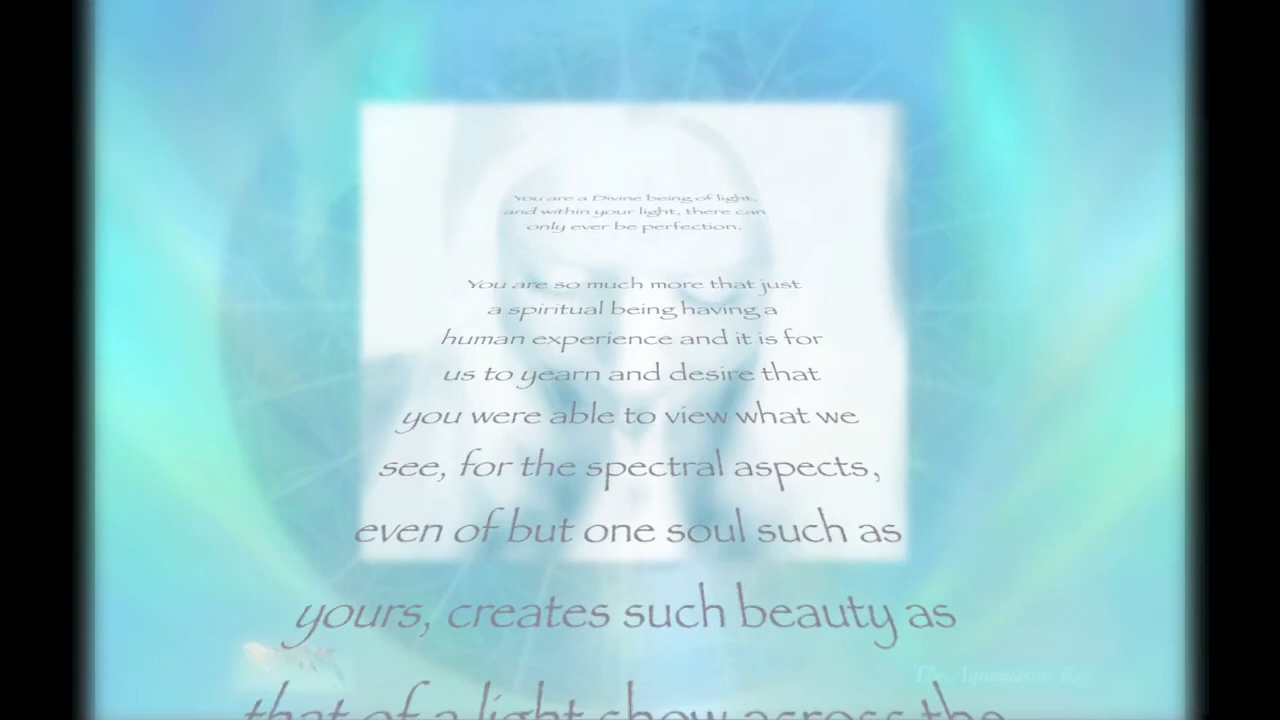 You are a Divine being of light,
and within your light, there can
only ever be perfection.
You are so much more that just
a spiritual being having a
human experience and it is for
us to yearn and desire that
you were able to view what we
see, for the spectral aspects,
even of but one soul such as
yours, creates such beauty as
that of a light show across the
The Aquamarine Ray